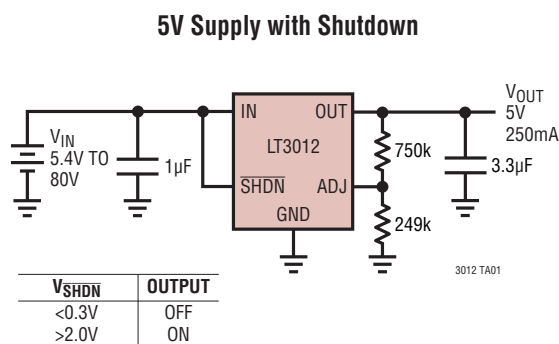 5V Supply with Shutdown
IN
OUT
LT3012
SHDN
ADJ
GND
VIN
5.4V TO
80V
1µF
750k
249k
VOUT
5V
250mA
3.3µF
3012 TA01
VSHDN OUTPUT
<0.3V OFF
>2.0V ON